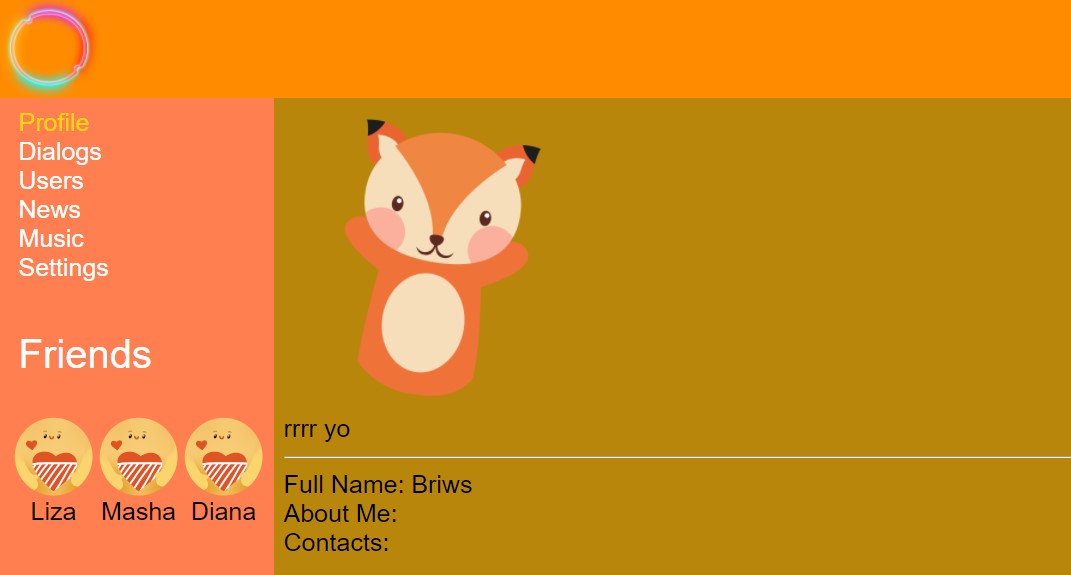 Profile
Dialogs
Users
News
Music
Settings
Friends
Liza Masha Diana
rrrr yo
Full Name: Briws
About Me:
Contacts: